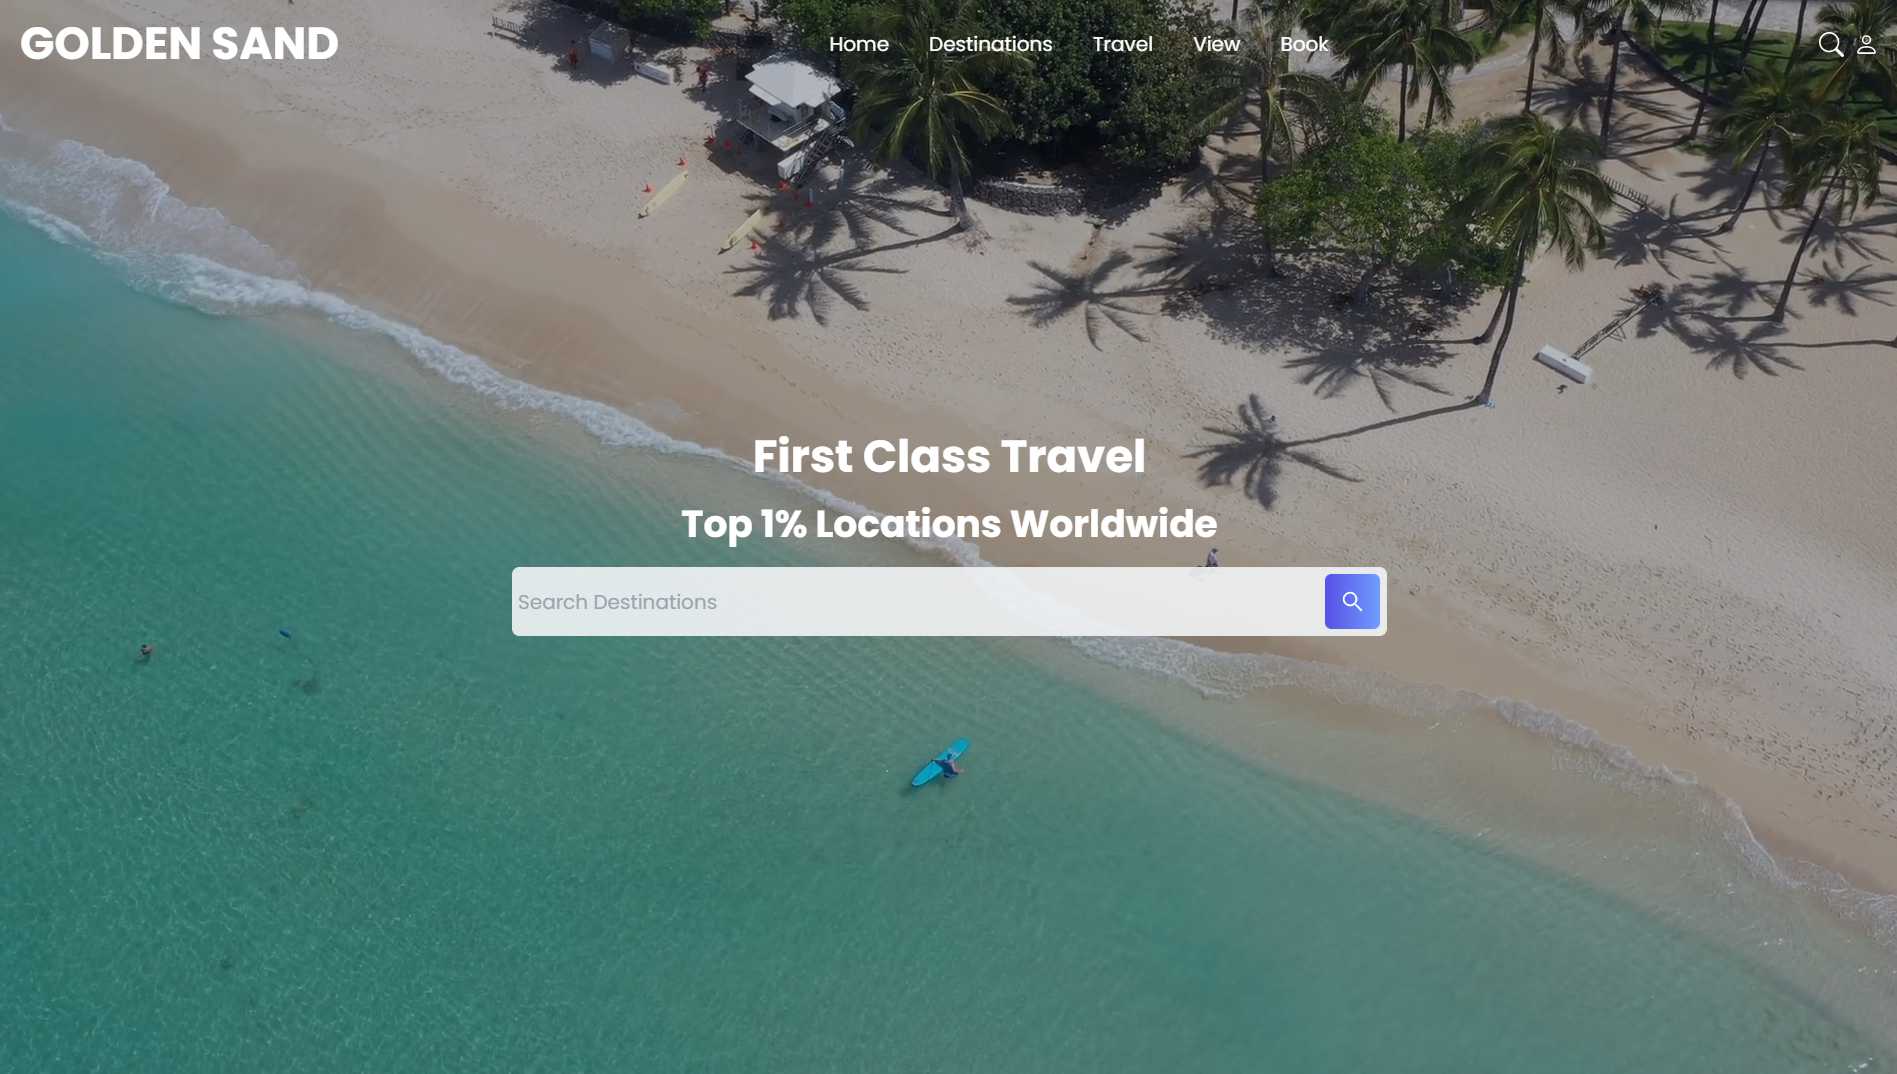 GOLDEN SAND
Home Destinations Travel View Book
First Class Travel
Top 1% Locations Worldwide
Search Destinations